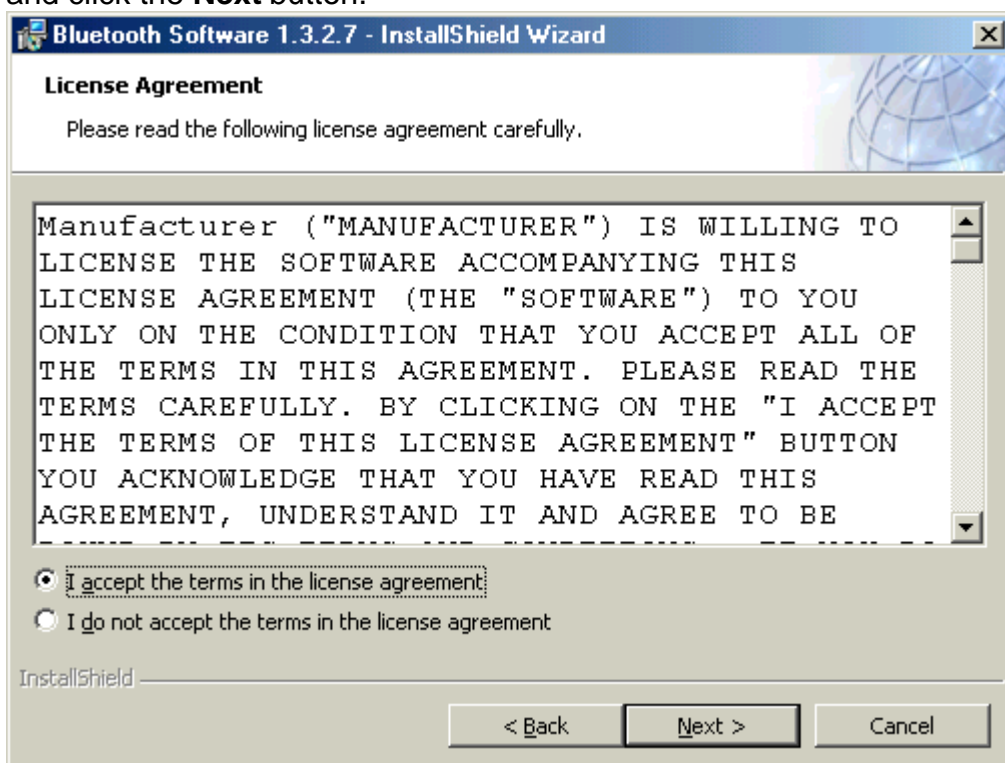 and click the Next button.
Bluetooth Software 1.3.2.7 - InstallShield Wizard
License Agreement
Please read the following license agreement carefully.
Manufacturer ("MANUFACTURER") IS WILLING TO
LICENSE THE SOFTWARE ACCOMPANYING THIS
LICENSE AGREEMENT (THE "SOFTWARE") TO YOU
ONLY ON THE CONDITION THAT YOU ACCEPT ALL OF
THE TERMS IN THIS AGREEMENT. PLEASE READ THE
TERMS CAREFULLY. BY CLICKING ON THE "I ACCEPT
THE TERMS OF THIS LICENSE AGREEMENT" BUTTON
YOU ACKNOWLEDGE THAT YOU HAVE READ THIS
AGREEMENT, UNDERSTAND IT AND AGREE TO BE
I accept the terms in the license agreement
I do not accept the terms in the license agreement
InstallShield
< Back
Next >
Cancel